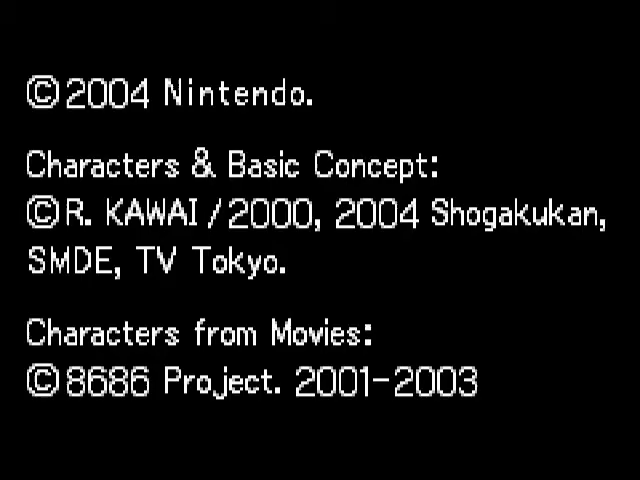 ©2004 Nintendo.
Characters & Basic Concept:
©R. KAWAI/2000, 2004 Shogakukan,
SMDE, TV Tokyo.
Characters from Movies:
©8686 Project. 2001-2003